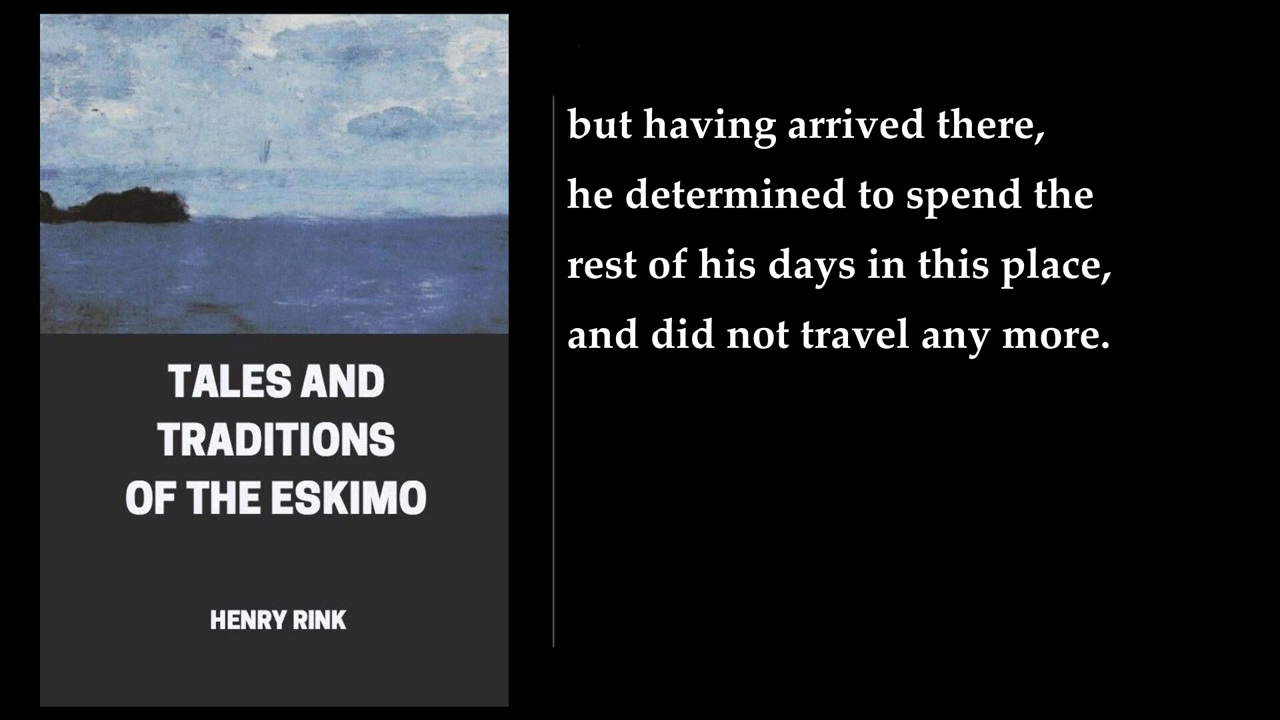 TALES AND
TRADITIONS
OF THE ESKIMO
HENRY RINK
but having arrived there,
he determined to spend the
rest of his days in this place,
and did not travel any more.